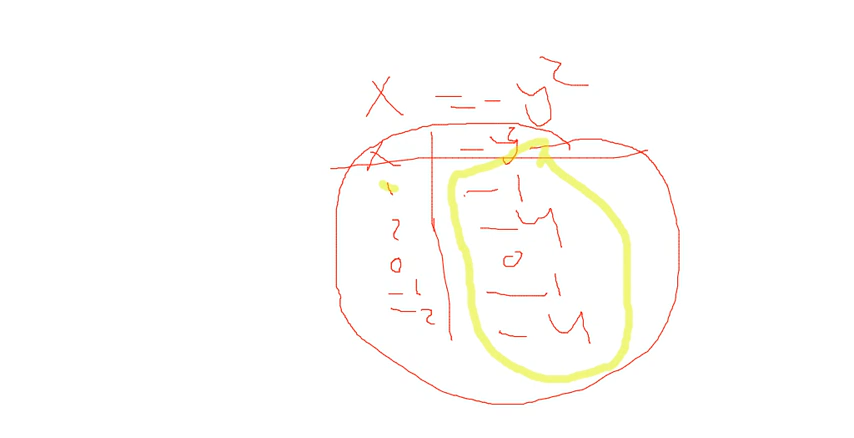 x = - y²
x - y²
1 -1
2 -4
0 0
-1 -1
-2 -4